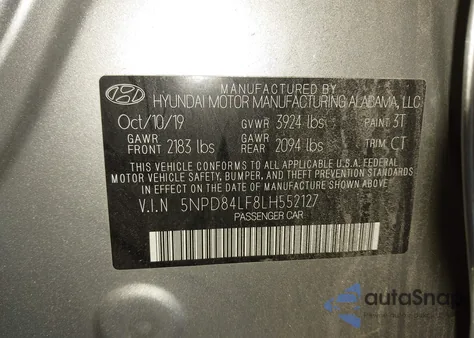 MANUFACTURED BY
HYUNDAI MOTOR MANUFACTURING ALABAMA, LLC
Oct/10/19 GVWR 3924 lbs PAINT 3T
GAWR FRONT 2183 lbs GAWR REAR 2094 lbs TRIM CT
THIS VEHICLE CONFORMS TO ALL APPLICABLE U.S.A. FEDERAL
MOTOR VEHICLE SAFETY, BUMPER, AND THEFT PREVENTION
STANDARDS IN EFFECT ON THE DATE OF MANUFACTURE SHOWN ABOVE.
V.I.N 5NPD84LF8LH552127
PASSENGER CAR
autaSnap